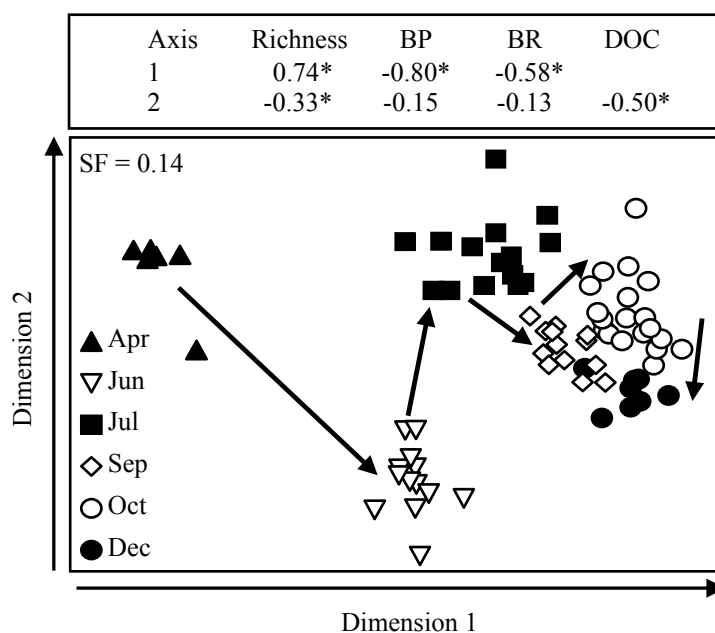 Axis Richness BP BR DOC
1 0.74* -0.80* -0.58*
2 -0.33* -0.15 -0.13 -0.50*
SF = 0.14
Dimension 2
Apr
Jun
Jul
Sep
Oct
Dec
Dimension 1